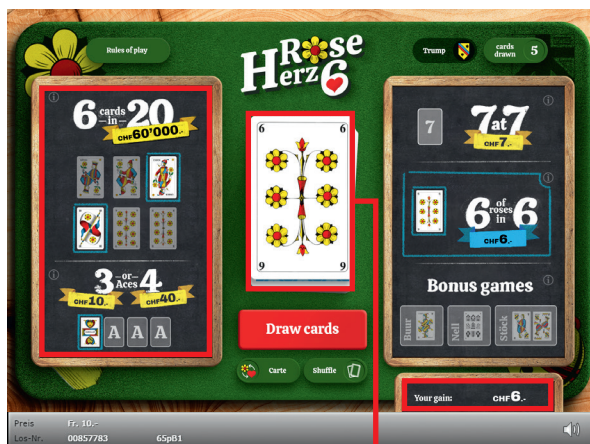 Rules of play
Rose
Herz 6
Trump
cards
drawn 5
6 cards in 20
CHF 60'000.-
3 or 4
Aces
CHF 10.-
CHF 40.-
A A A
6 6
9 9
Draw cards
Carte
Shuffle
7
7 at 7
CHF 7.-
6 of roses in 6
CHF 6.-
Bonus games
Buur
Nell
Stöck
Your gain: CHF 6.-
Preis Fr. 10.-
Los-Nr. 00857783 65pB1